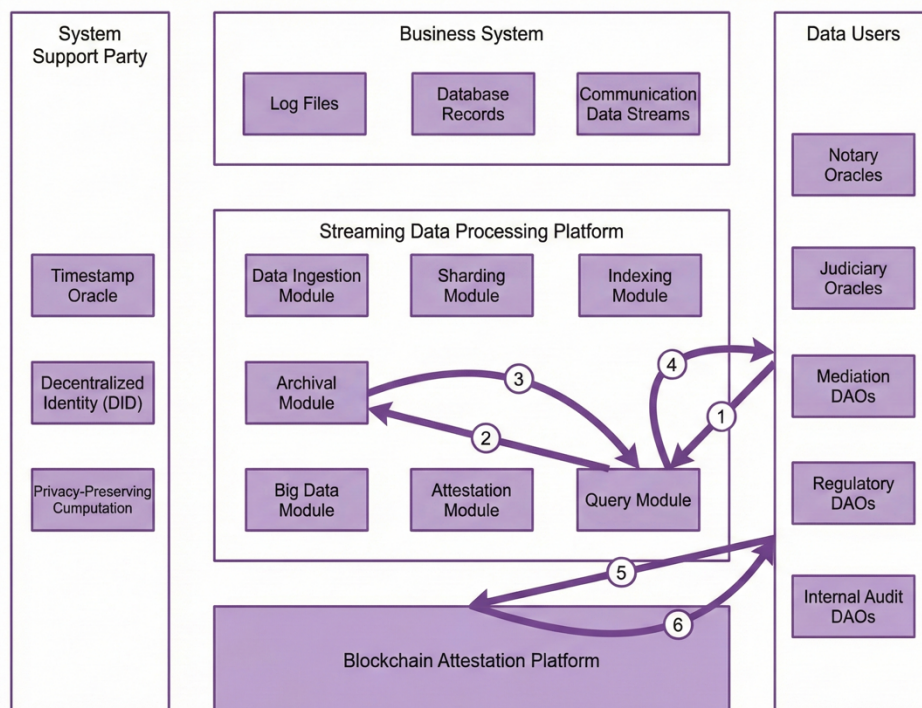 System
Support Party
Timestamp
Oracle
Decentralized
Identity (DID)
Privacy-Preserving
Cumputation
Business System
Log Files
Database
Records
Communication
Data Streams
Streaming Data Processing Platform
Data Ingestion
Module
Sharding
Module
Indexing
Module
Archival
Module
3
4
2
1
Big Data
Module
Attestation
Module
Query Module
5
6
Blockchain Attestation Platform
Data Users
Notary
Oracles
Judiciary
Oracles
Mediation
DAOs
Regulatory
DAOs
Internal Audit
DAOs